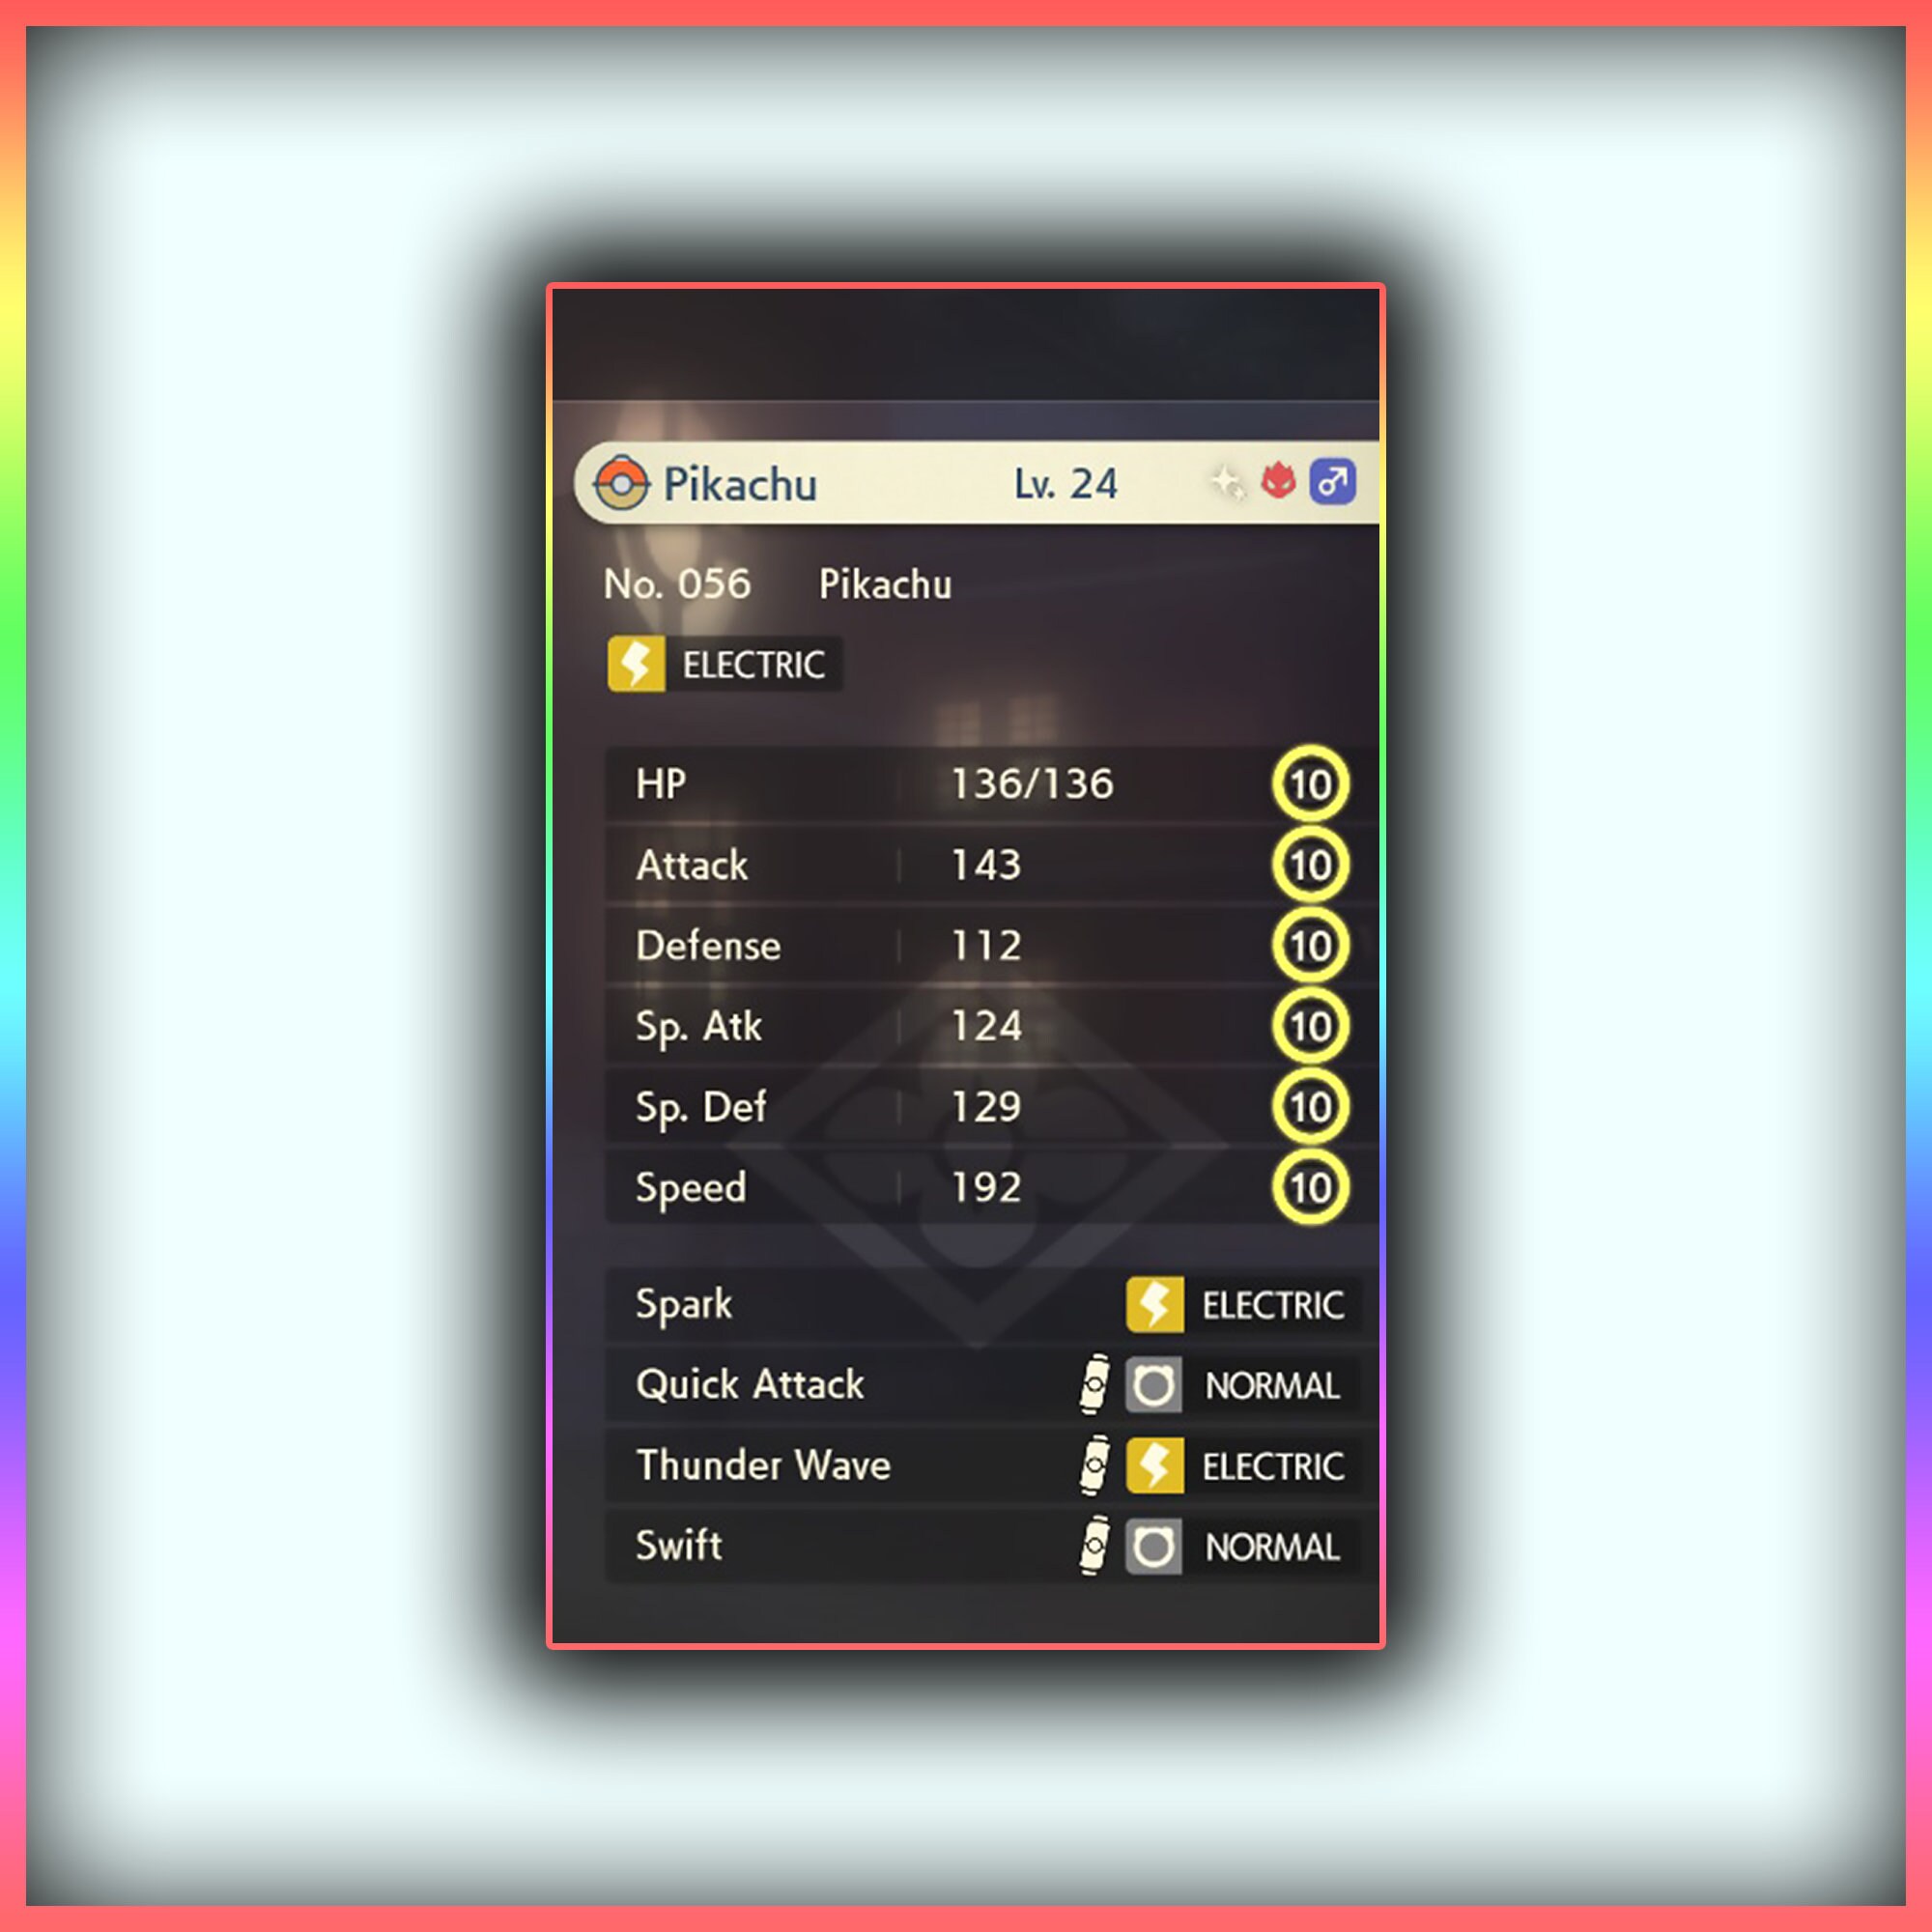 Pikachu Lv. 24
No. 056 Pikachu
ELECTRIC
HP 136/136 10
Attack 143 10
Defense 112 10
Sp. Atk 124 10
Sp. Def 129 10
Speed 192 10
Spark ELECTRIC
Quick Attack NORMAL
Thunder Wave ELECTRIC
Swift NORMAL